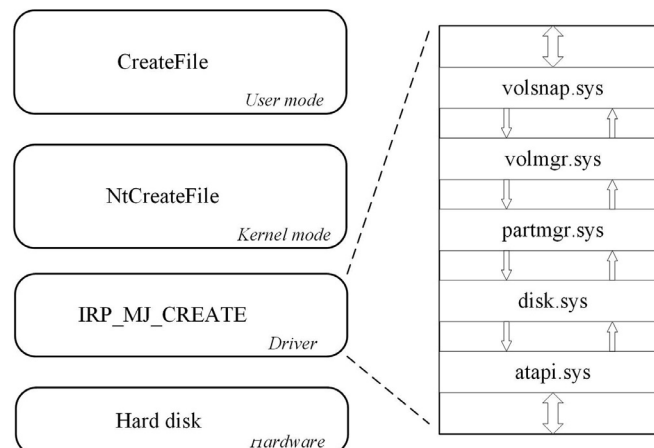 CreateFile
User mode
NtCreateFile
Kernel mode
IRP_MJ_CREATE
Driver
Hard disk
Hardware
volsnap.sys
volmgr.sys
partmgr.sys
disk.sys
atapi.sys